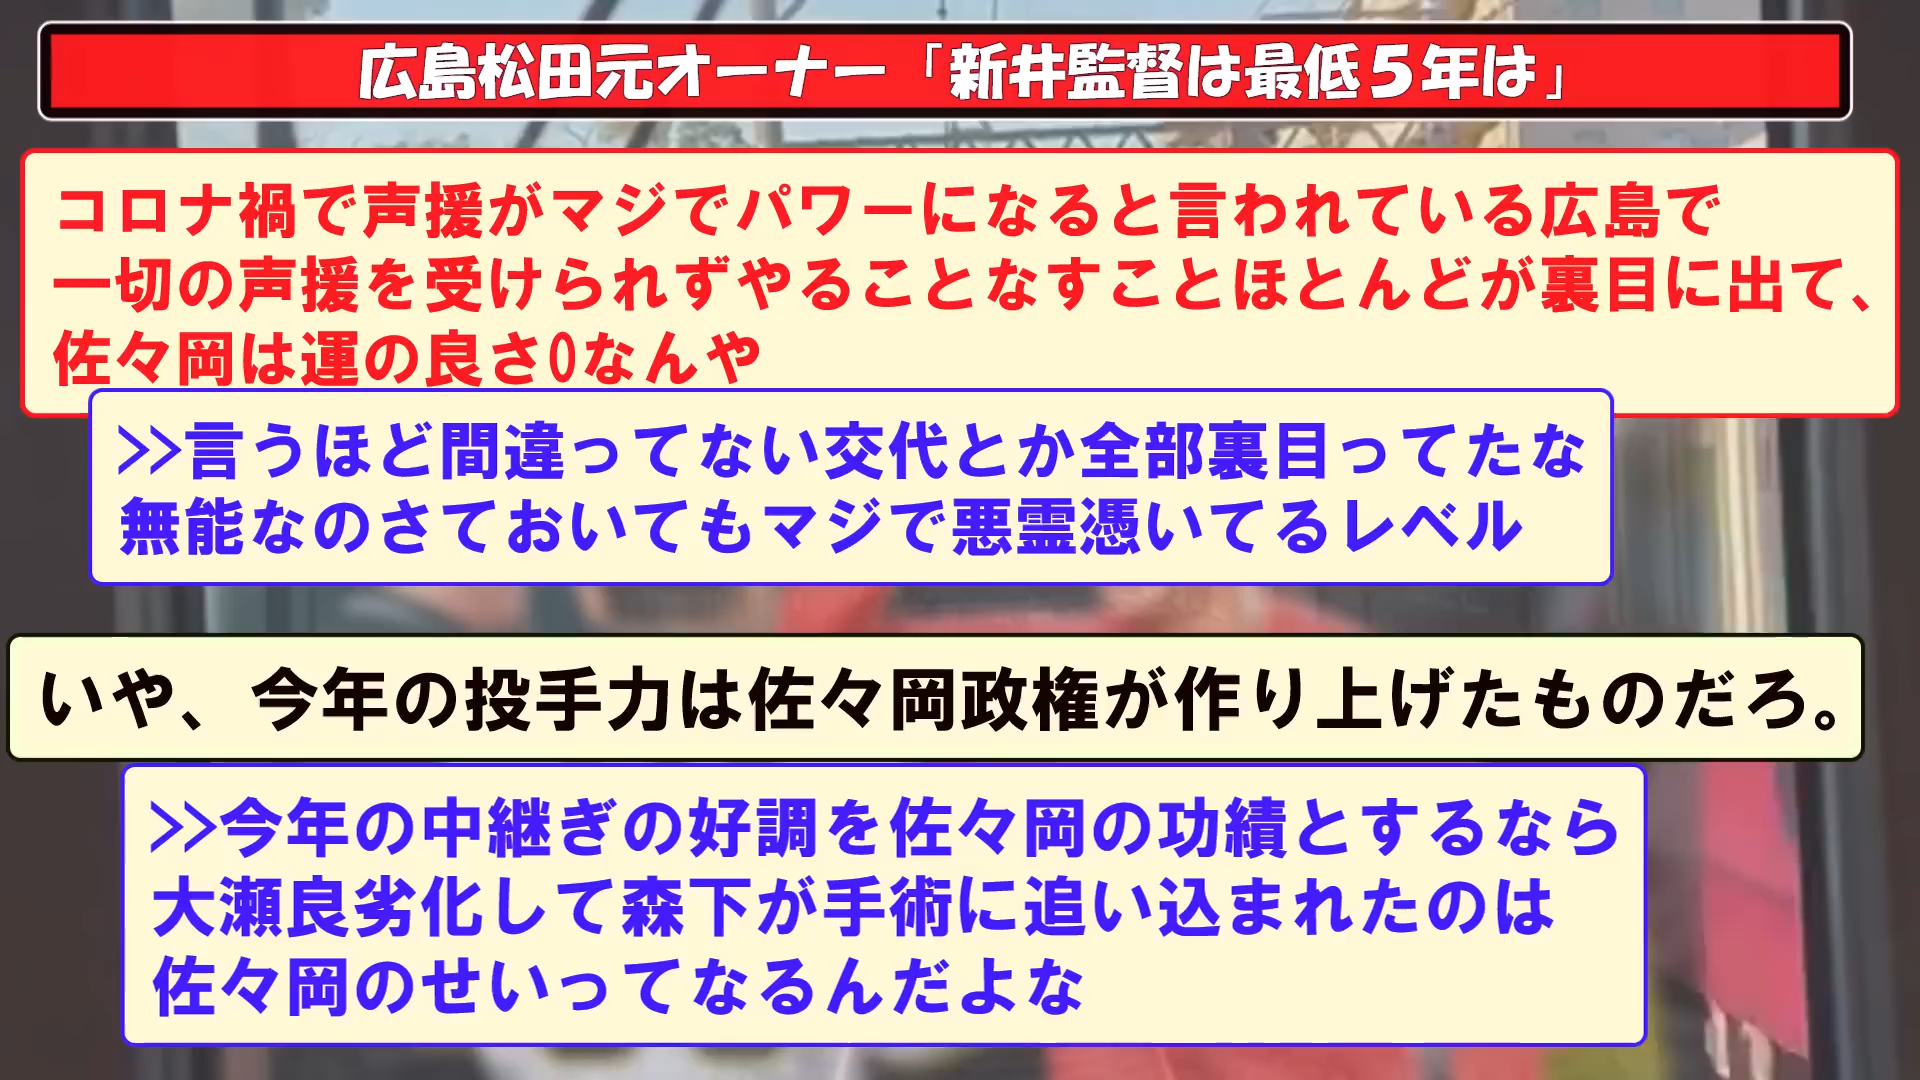 広島松田元オーナー「新井監督は最低５年は」
コロナ禍で声援がマジでパワーになると言われている広島で
一切の声援を受けられずやることなすことほとんどが裏目に出て、
佐々岡は運の良さ0なんや
>>言うほど間違ってない交代とか全部裏目ってたな
無能なのさておいてもマジで悪霊憑いてるレベル
いや、今年の投手力は佐々岡政権が作り上げたものだろ。
>>今年の中継ぎの好調を佐々岡の功績とするなら
大瀬良劣化して森下が手術に追い込まれたのは
佐々岡のせいってなるんだよな